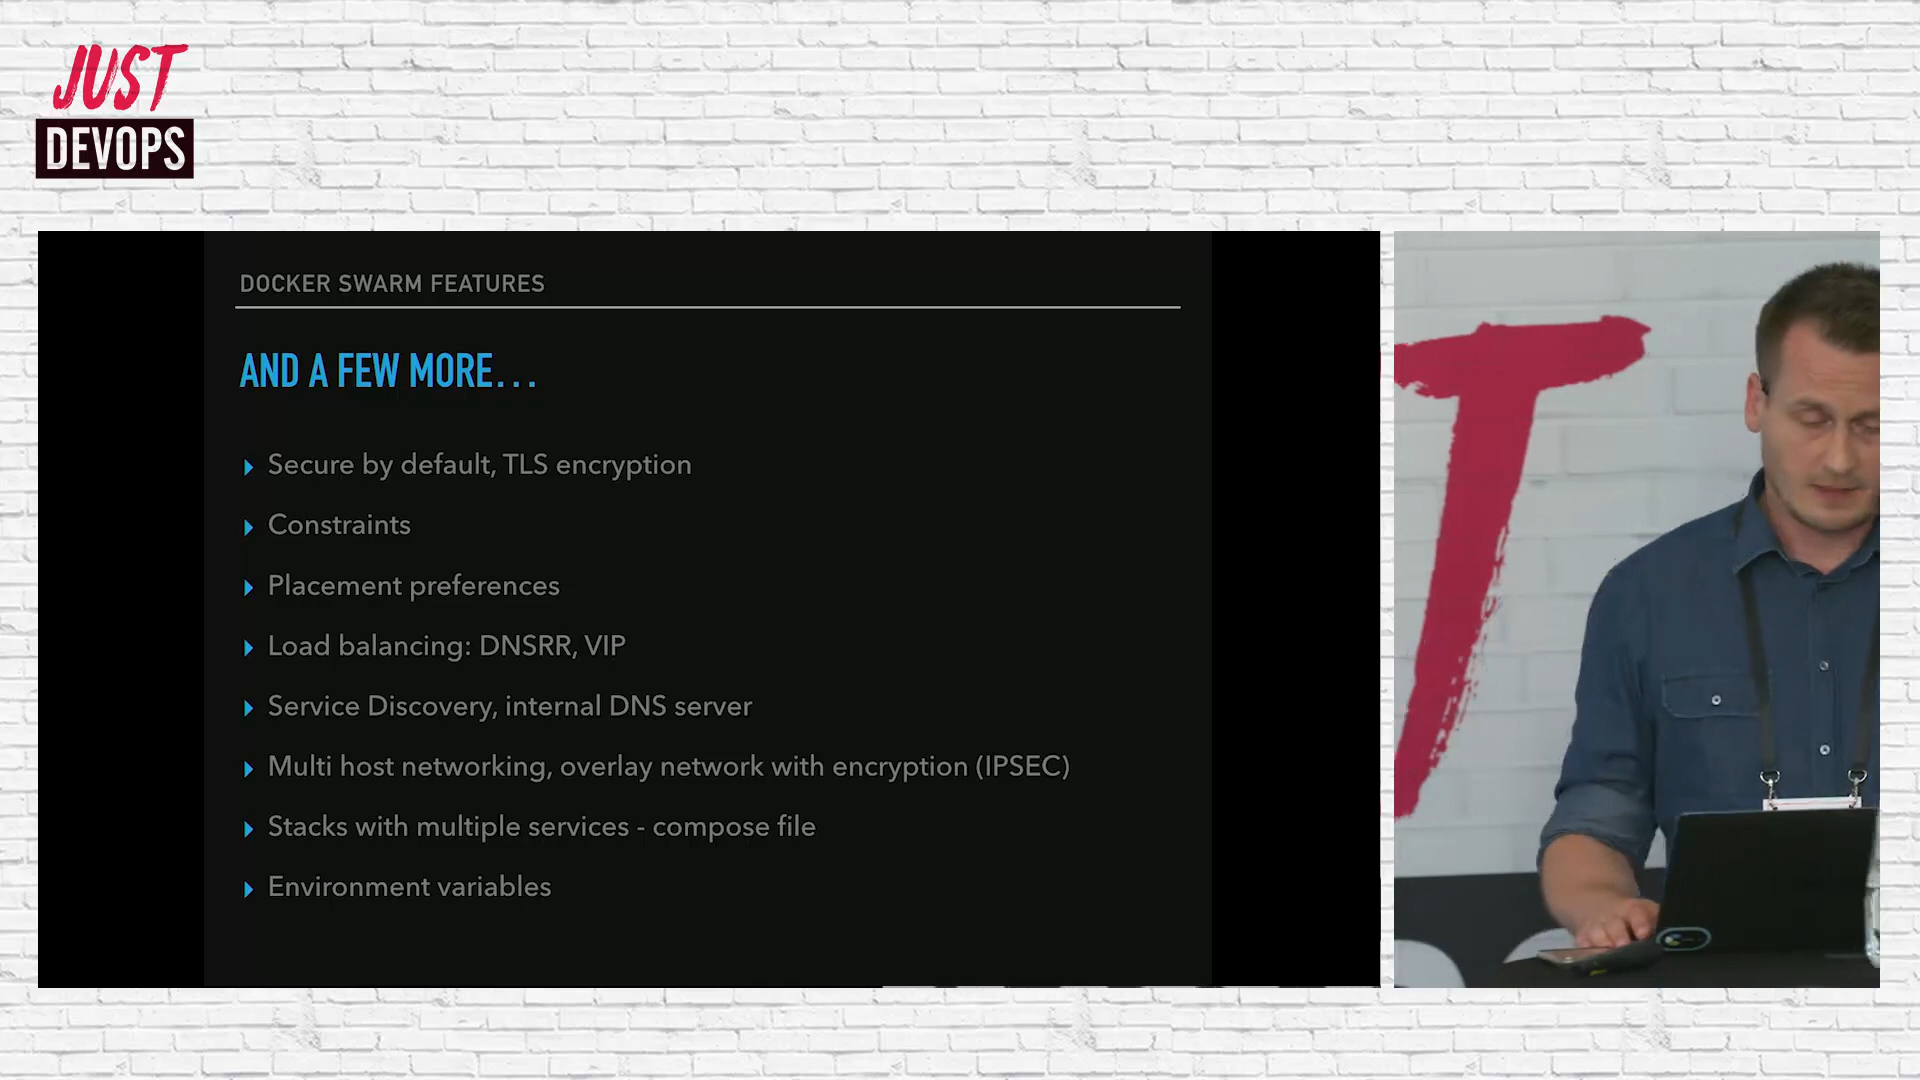 JUST
DEVOPS
DOCKER SWARM FEATURES
AND A FEW MORE...
Secure by default, TLS encryption
Constraints
Placement preferences
Load balancing: DNSRR, VIP
Service Discovery, internal DNS server
Multi host networking, overlay network with encryption (IPSEC)
Stacks with multiple services - compose file
Environment variables
T